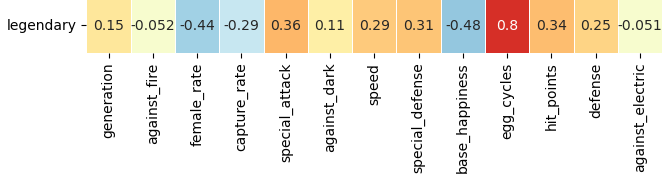 legendary
0.15 -0.052 -0.44 -0.29 0.36 0.11 0.29 0.31 -0.48 0.8 0.34 0.25 -0.051
generation
against_fire
female_rate
capture_rate
special_attack
against_dark
speed
special_defense
base_happiness
egg_cycles
hit_points
defense
against_electric